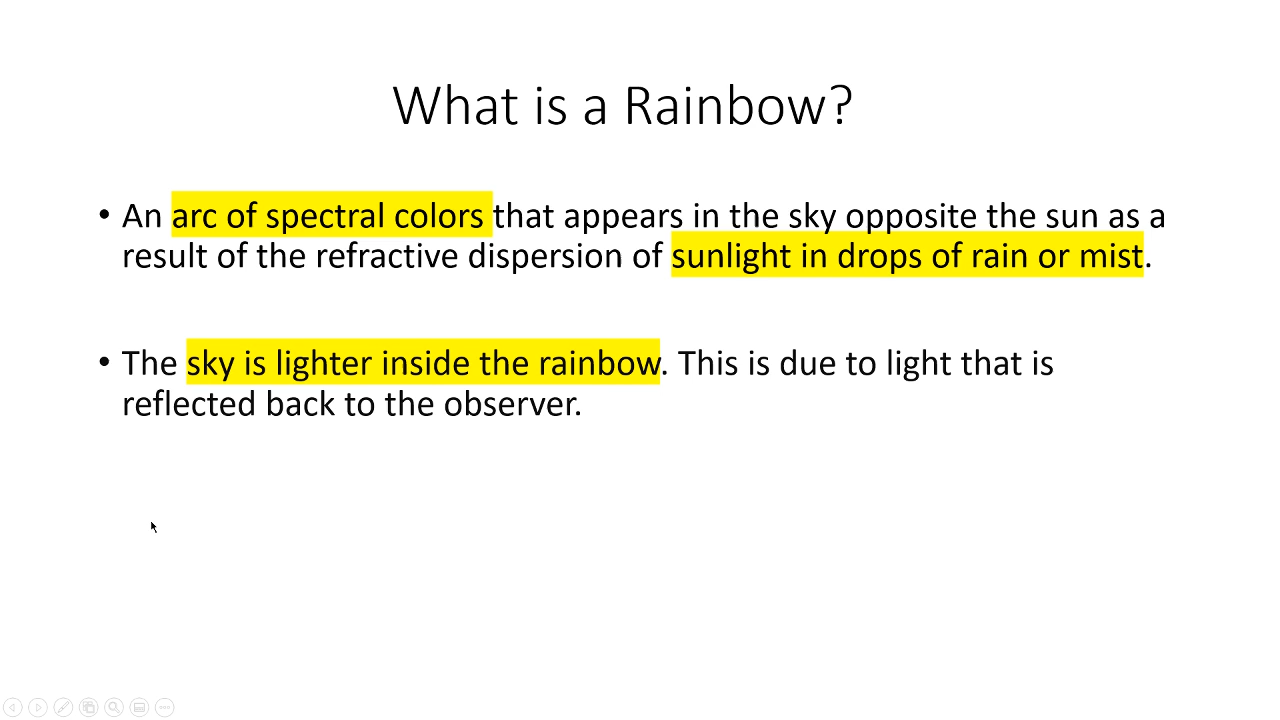 What is a Rainbow?
• An arc of spectral colors that appears in the sky opposite the sun as a
result of the refractive dispersion of sunlight in drops of rain or mist.
• The sky is lighter inside the rainbow. This is due to light that is
reflected back to the observer.